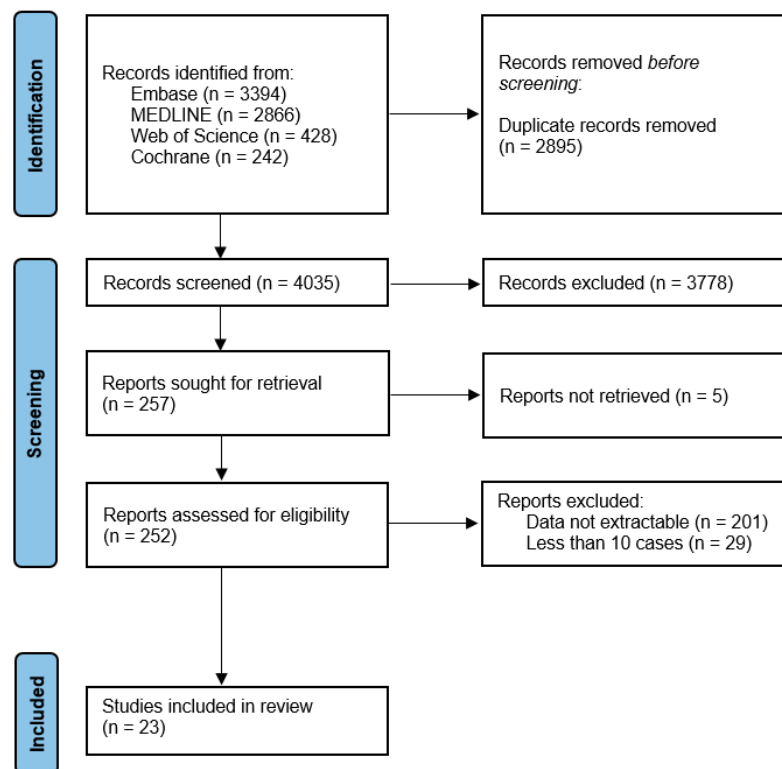 Identification
Records identified from:
Embase (n = 3394)
MEDLINE (n = 2866)
Web of Science (n = 428)
Cochrane (n = 242)
Records removed before
screening:
Duplicate records removed
(n = 2895)
Screening
Records screened (n = 4035)
Records excluded (n = 3778)
Reports sought for retrieval
(n = 257)
Reports not retrieved (n = 5)
Reports assessed for eligibility
(n = 252)
Reports excluded:
Data not extractable (n = 201)
Less than 10 cases (n = 29)
Included
Studies included in review
(n = 23)